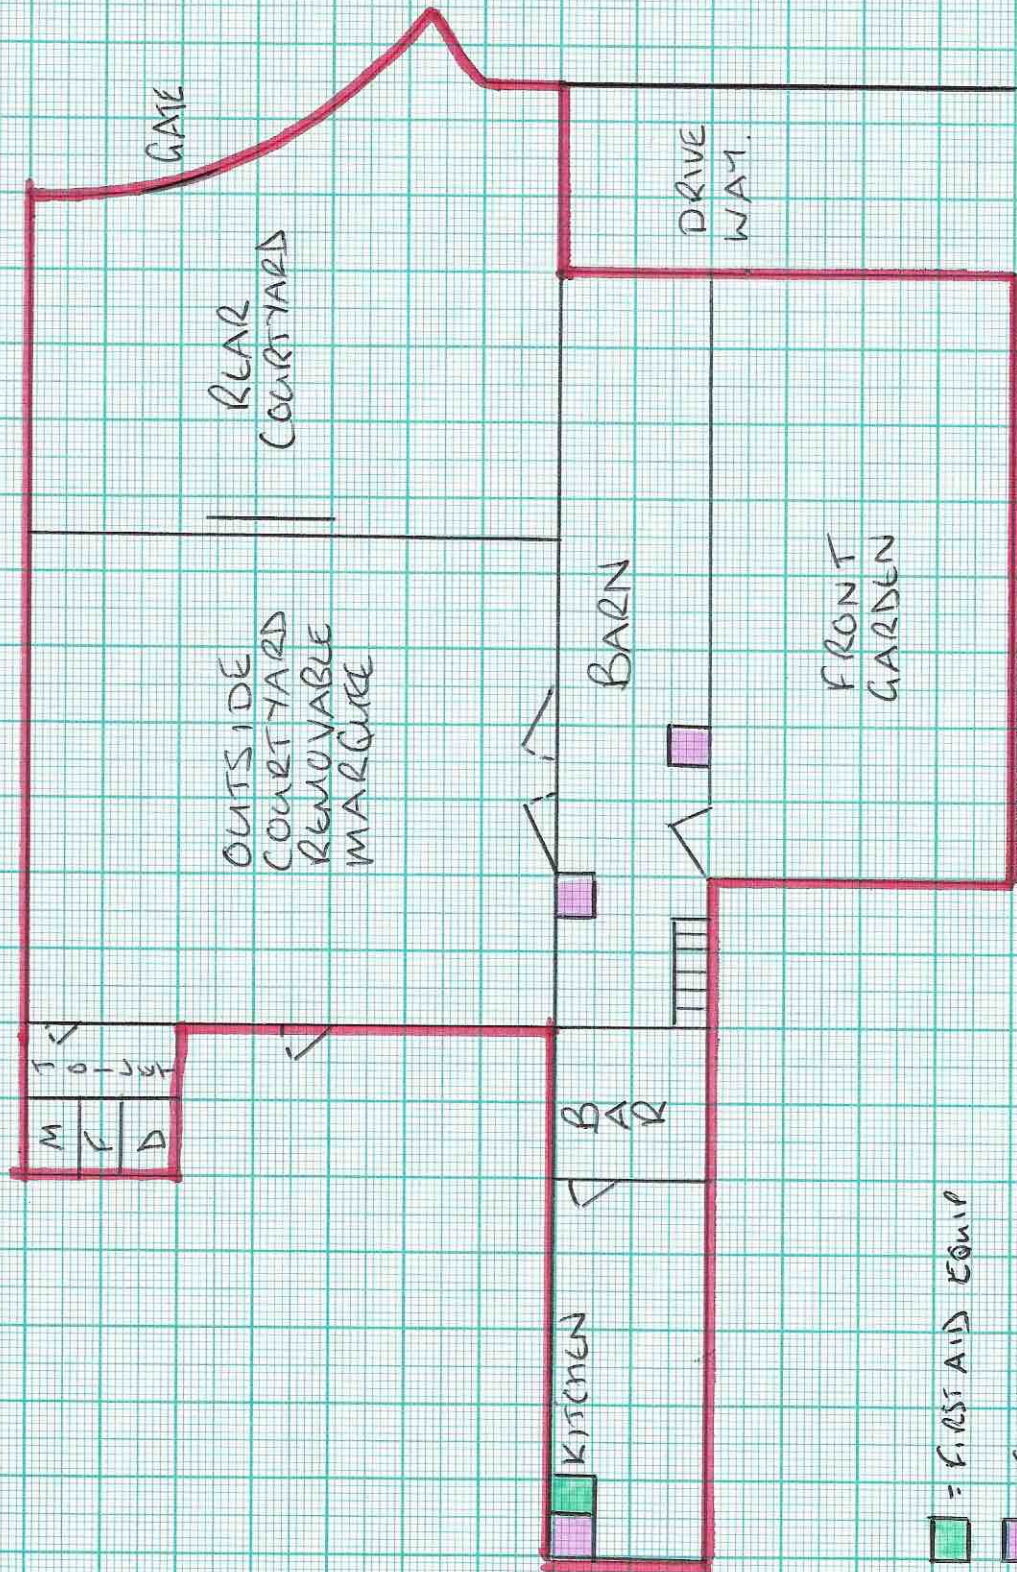 GATE
REAR
COURTYARD
DRIVE
WAY.
OUTSIDE
COURTYARD
REMOVABLE
MARQUEE
BARN
FRONT
GARDEN
TOILET
M
F
D
BAR
KITCHEN
= FIRST AID EQUIP